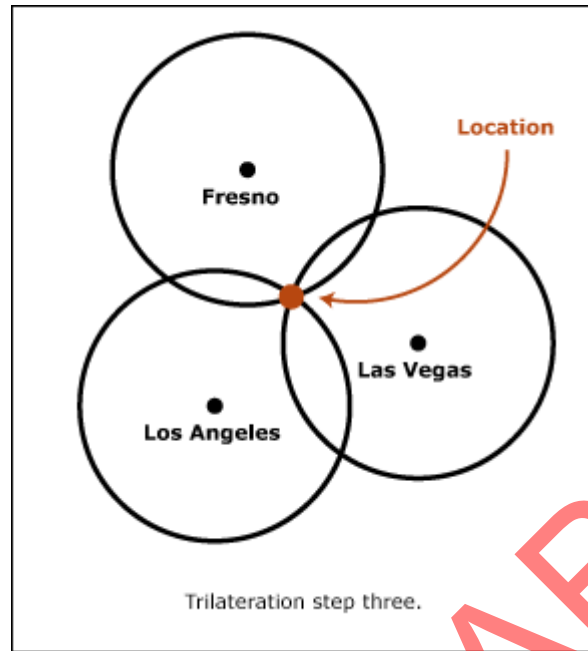 Location
Fresno
Las Vegas
Los Angeles
Trilateration step three.